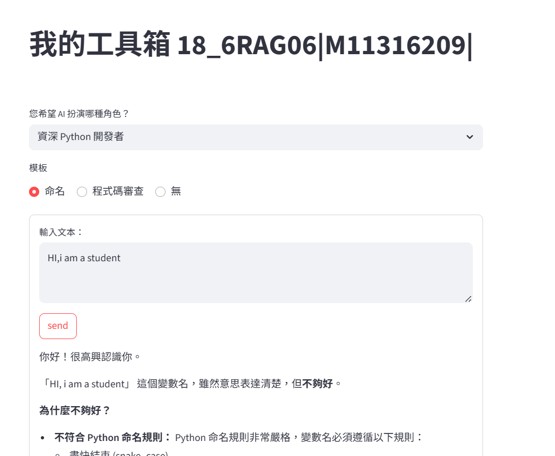 我的工具箱 18_6RAG06|M11316209|
您希望 AI 扮演哪種角色？
資深 Python 開發者
模板
命名 程式碼審查 無
輸入文本：
HI,i am a student
send
你好！很高興認識你。
「HI, i am a student」 這個變數名，雖然意思表達清楚，但不夠好。
為什麼不夠好？
不符合 Python 命名規則： Python 命名規則非常嚴格，變數名必須遵循以下規則：